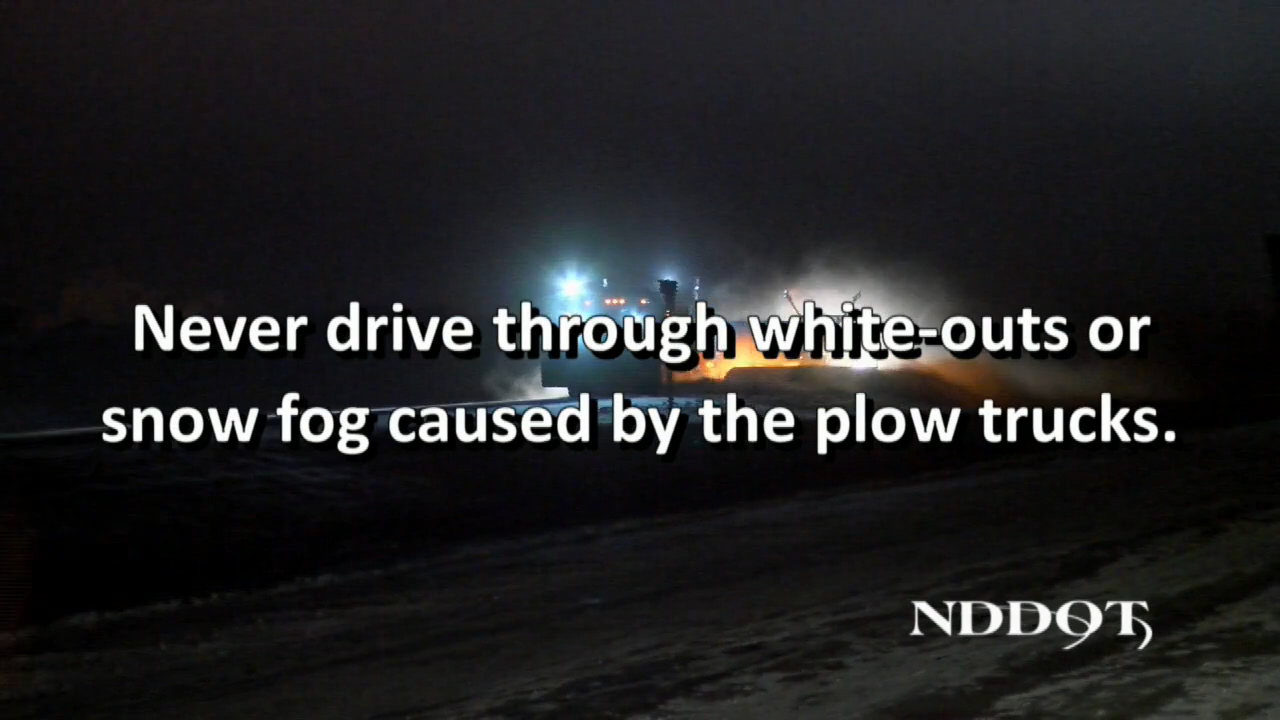 Never drive through white-outs or
snow fog caused by the plow trucks.
NDDOT